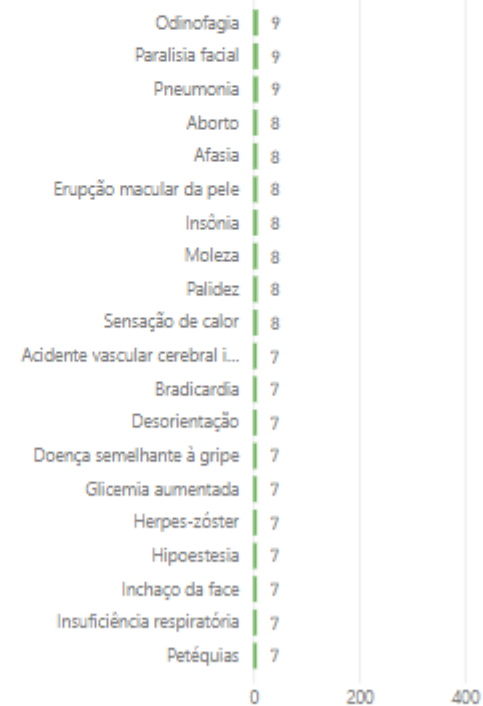 Odinofagia 9
Paralisia facial 9
Pneumonia 9
Aborto 8
Afasia 8
Erupção macular da pele 8
Insônia 8
Moleza 8
Palidez 8
Sensação de calor 8
Acidente vascular cerebral i... 7
Bradicardia 7
Desorientação 7
Doença semelhante à gripe 7
Glicemia aumentada 7
Herpes-zóster 7
Hipoestesia 7
Inchaço da face 7
Insuficiência respiratória 7
Petéquias 7
0 200 400